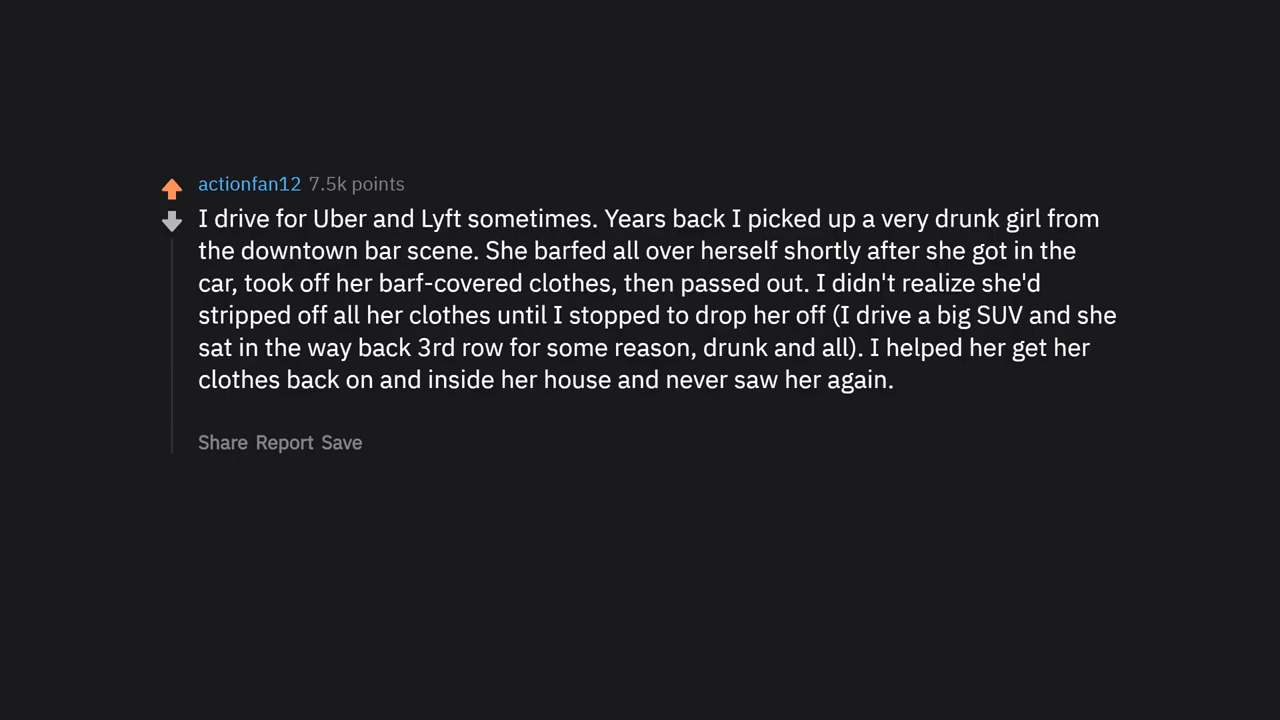 actionfan12 7.5k points
I drive for Uber and Lyft sometimes. Years back I picked up a very drunk girl from
the downtown bar scene. She barfed all over herself shortly after she got in the
car, took off her barf-covered clothes, then passed out. I didn't realize she'd
stripped off all her clothes until I stopped to drop her off (I drive a big SUV and she
sat in the way back 3rd row for some reason, drunk and all). I helped her get her
clothes back on and inside her house and never saw her again.
Share Report Save